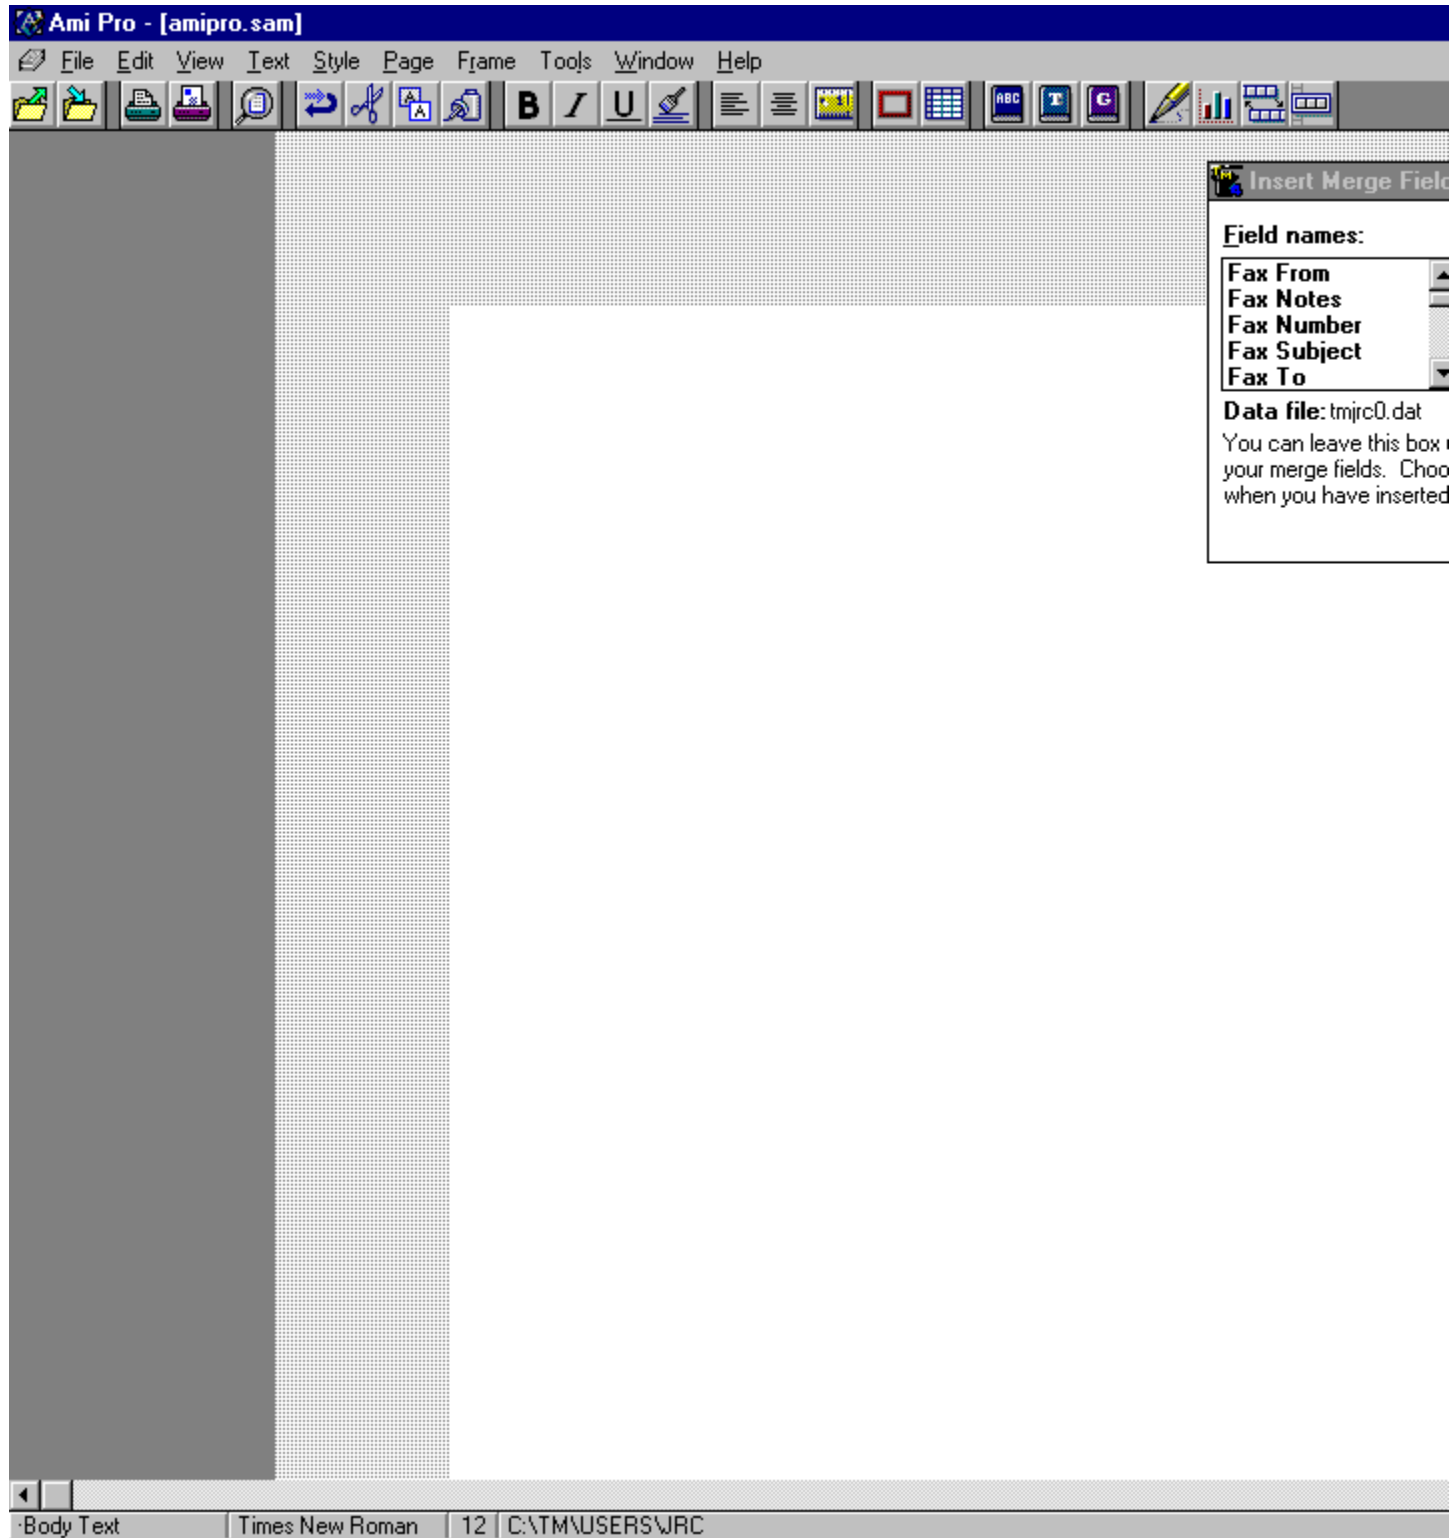 Ami Pro - [amipro.sam]
File Edit View Text Style Page Frame Tools Window Help
B I U ABC T G
Insert Merge Field
Field names:
Fax From
Fax Notes
Fax Number
Fax Subject
Fax To
Data file: tmjrc0.dat
You can leave this box
your merge fields. Choo
when you have inserted
·Body Text Times New Roman 12 C:\TM\USERS\JRC